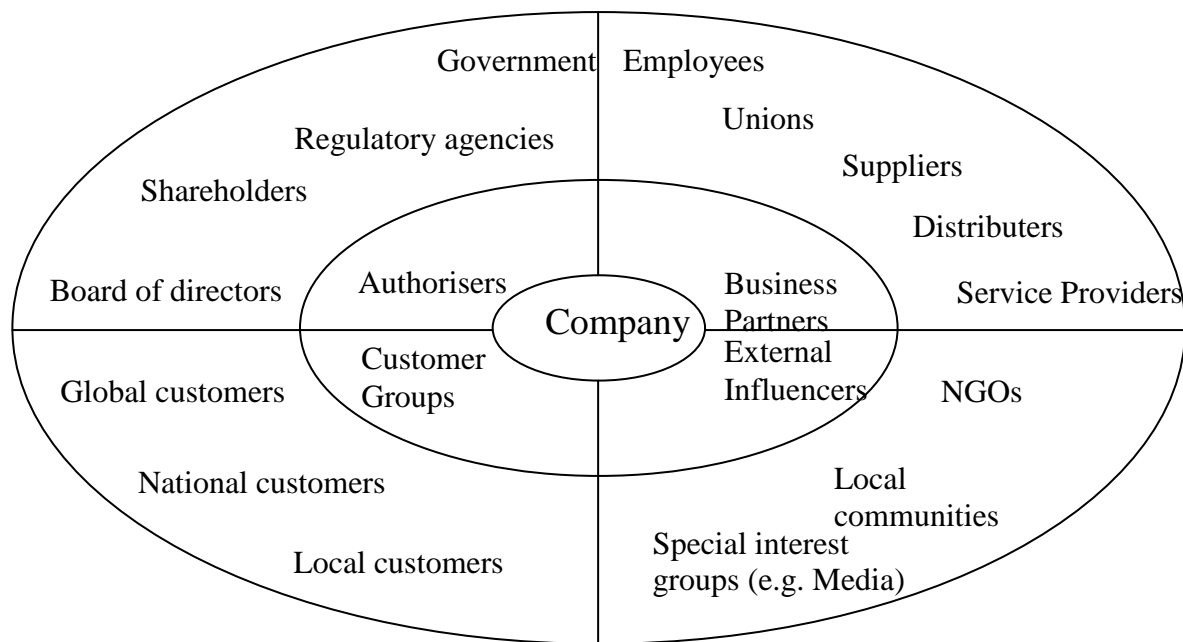 Government
Employees
Unions
Regulatory agencies
Suppliers
Shareholders
Distributers
Authorisers
Business
Partners
Board of directors
Service Providers
Company
Customer
Groups
External
Influencers
Global customers
NGOs
National customers
Local
communities
Special interest
groups (e.g. Media)
Local customers